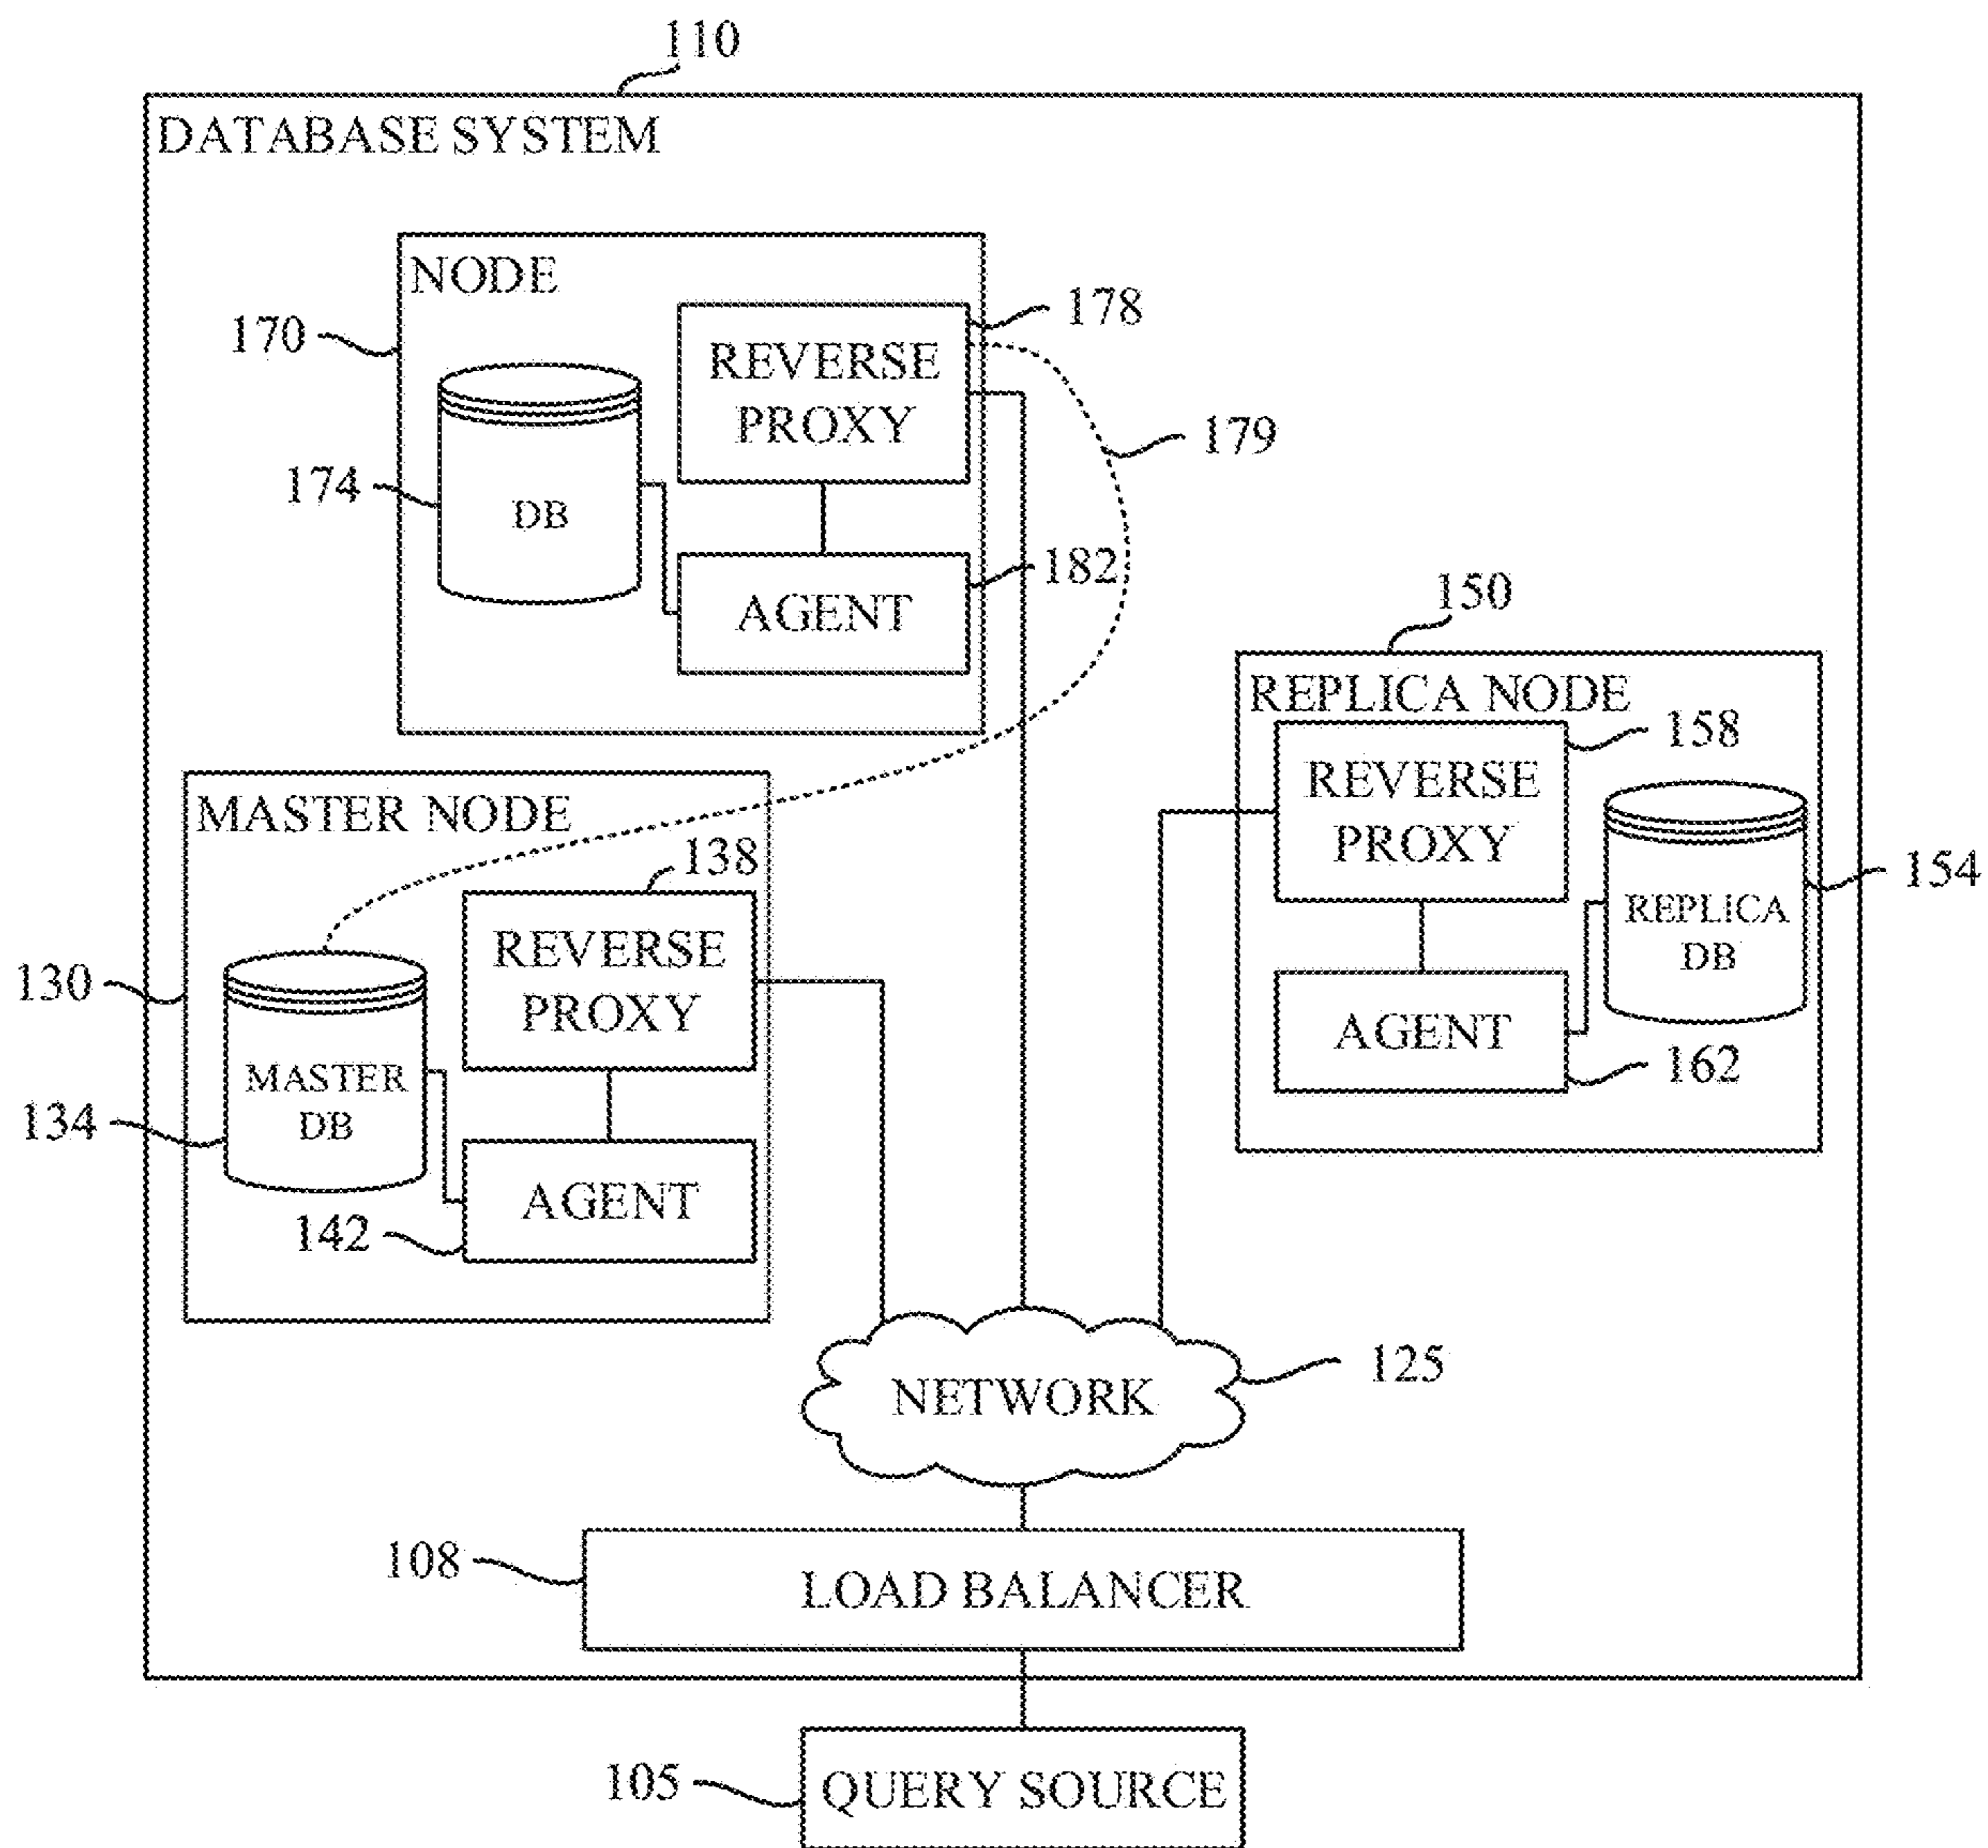 110
DATABASE SYSTEM
NODE
170
178
REVERSE
PROXY
179
174
DB
182
AGENT
150
REPLICA NODE
158
REVERSE
PROXY
154
REPLICA
DB
AGENT
162
MASTER NODE
138
REVERSE
PROXY
130
MASTER
DB
134
AGENT
142
NETWORK
125
108
LOAD BALANCER
105
QUERY SOURCE